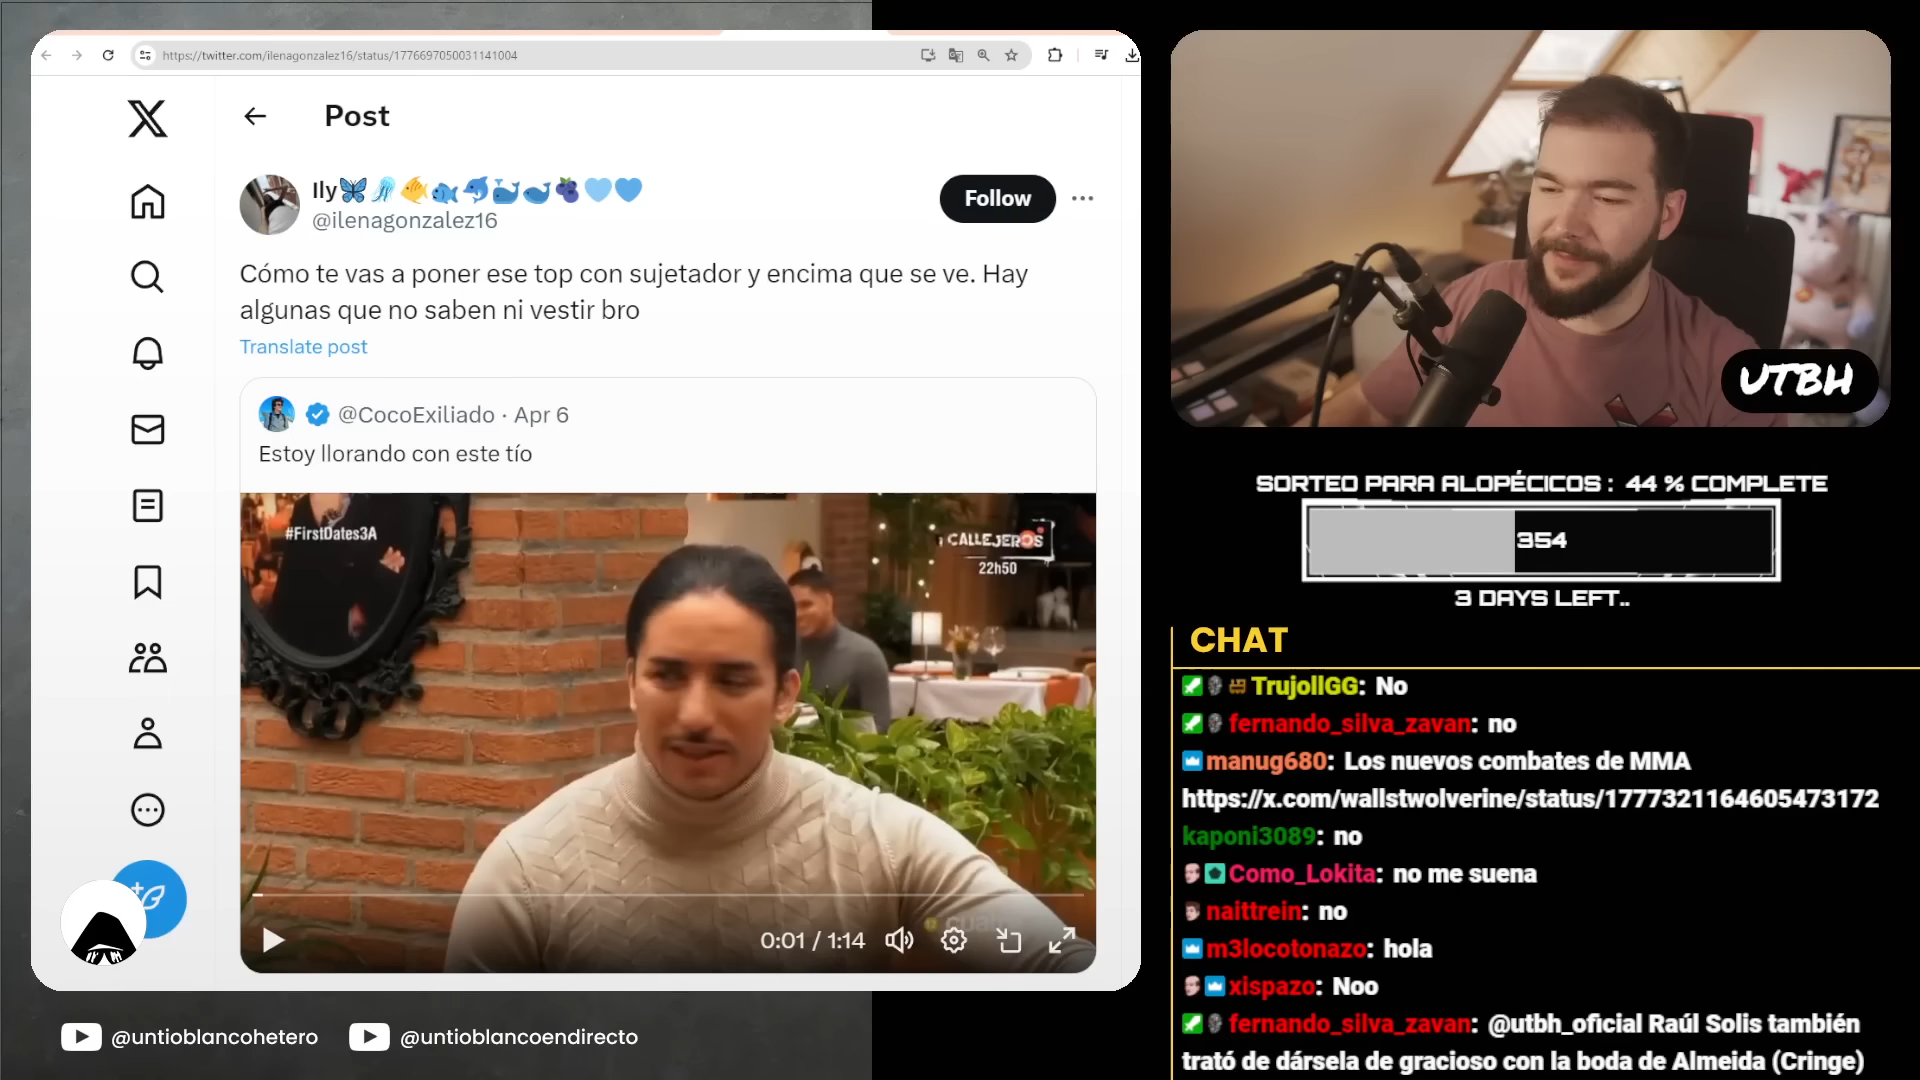 https://twitter.com/ilenagonzalez16/status/1776697050031141004
Post
Ily
@ilenagonzalez16
Follow
Cómo te vas a poner ese top con sujetador y encima que se ve. Hay
algunas que no saben ni vestir bro
Translate post
@CocoExiliado · Apr 6
Estoy llorando con este tío
#FirstDates3A
CALLEJEROS
22h50
cuatro
0:01 / 1:14
@untioblancohetero
@untioblancoendirecto
UTBH
SORTEO PARA ALOPÉCICOS : 44 % COMPLETE
354
3 DAYS LEFT..
CHAT
TrujollGG: No
fernando_silva_zavan: no
manug680: Los nuevos combates de MMA
https://x.com/wallstwolverine/status/1777321164605473172
kaponi3089: no
Como_Lokita: no me suena
naittrein: no
m3locotonazo: hola
xispazo: Noo
fernando_silva_zavan: @utbh_oficial Raúl Solis también
trató de dársela de gracioso con la boda de Almeida (Cringe)